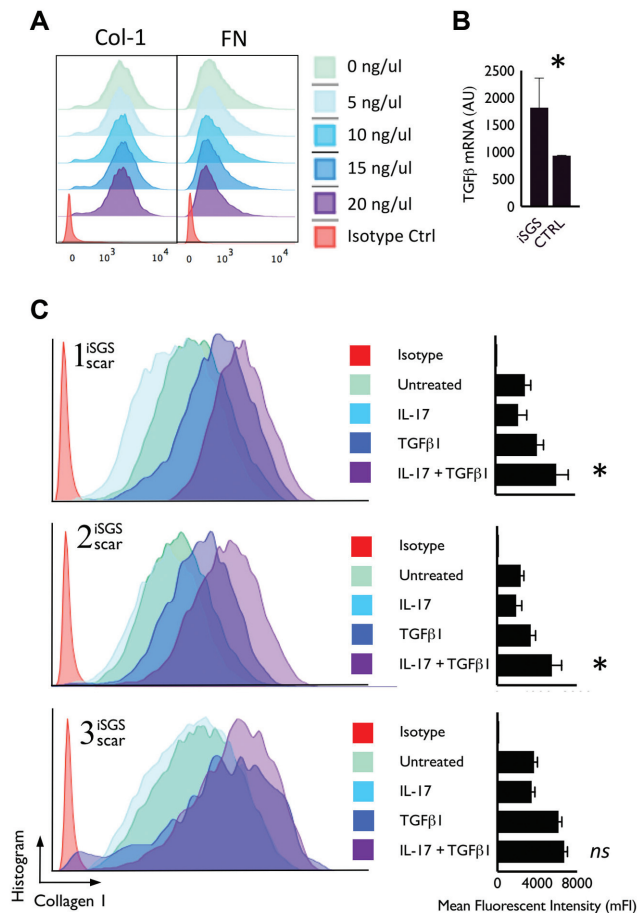 A
Col-1
FN
0 ng/ul
5 ng/ul
10 ng/ul
15 ng/ul
20 ng/ul
Isotype Ctrl
0
10³
10⁴
0
10³
10⁴
B
*
TGFβ mRNA (AU)
2500
2000
1500
1000
500
0
iSGS
CTRL
C
1 iSGS scar
Isotype
Untreated
IL-17
TGFβ1
IL-17 + TGFβ1
*
2 iSGS scar
Isotype
Untreated
IL-17
TGFβ1
IL-17 + TGFβ1
*
3 iSGS scar
Isotype
Untreated
IL-17
TGFβ1
IL-17 + TGFβ1
ns
Histogram
Collagen 1
0 4000 8000
Mean Fluorescent Intensity (mFI)